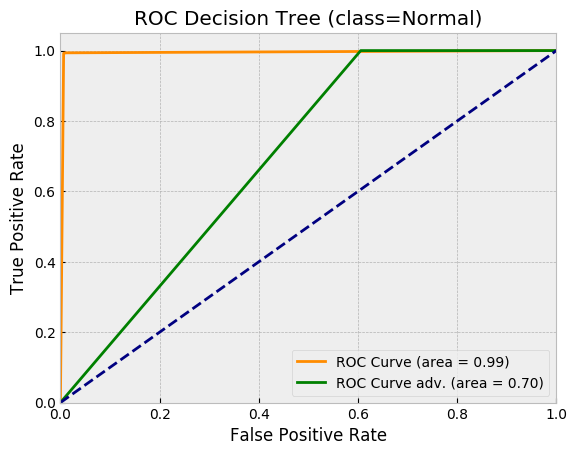 ROC Decision Tree (class=Normal)
1.0
0.8
0.6
0.4
0.2
0.0
True Positive Rate
ROC Curve (area = 0.99)
ROC Curve adv. (area = 0.70)
0.0 0.2 0.4 0.6 0.8 1.0
False Positive Rate